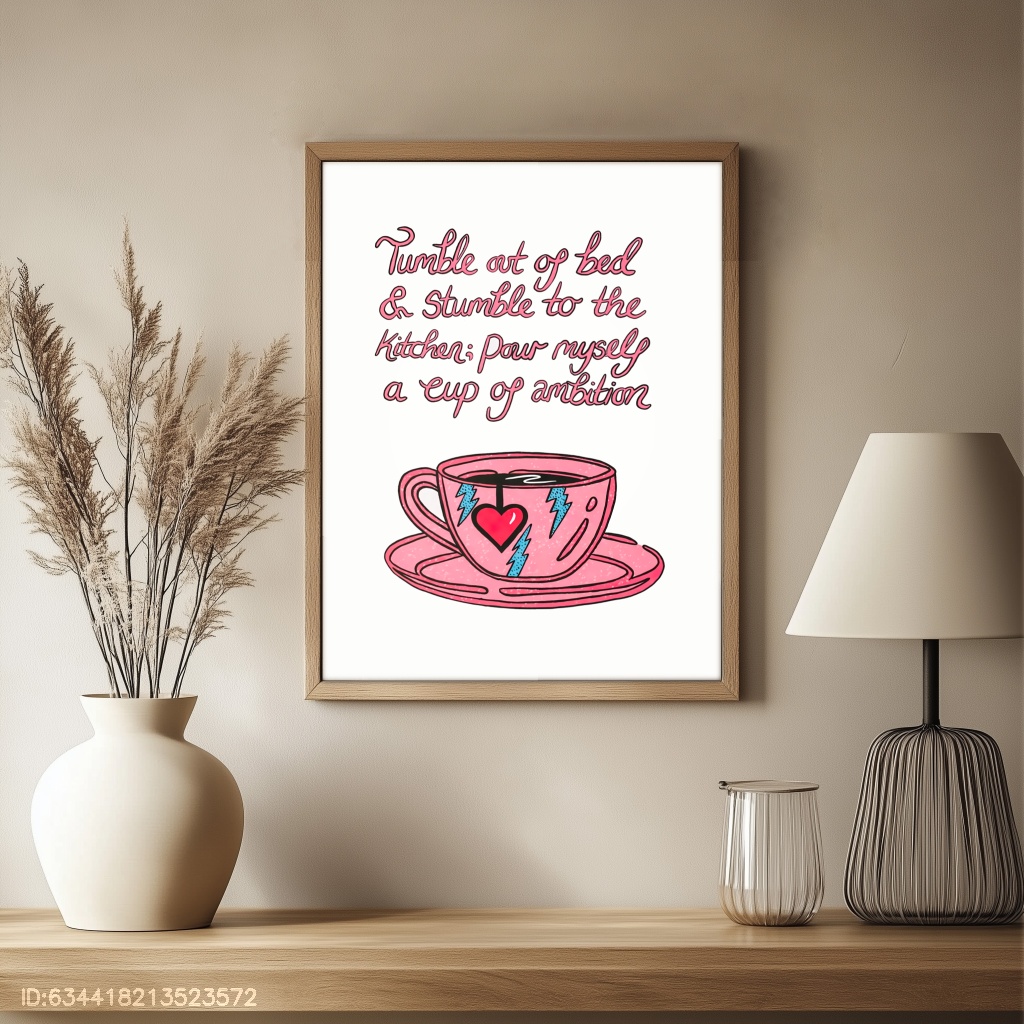 Tumble out of bed
& Stumble to the
Kitchen; pour myself
a cup of ambition
ID:634418213523572